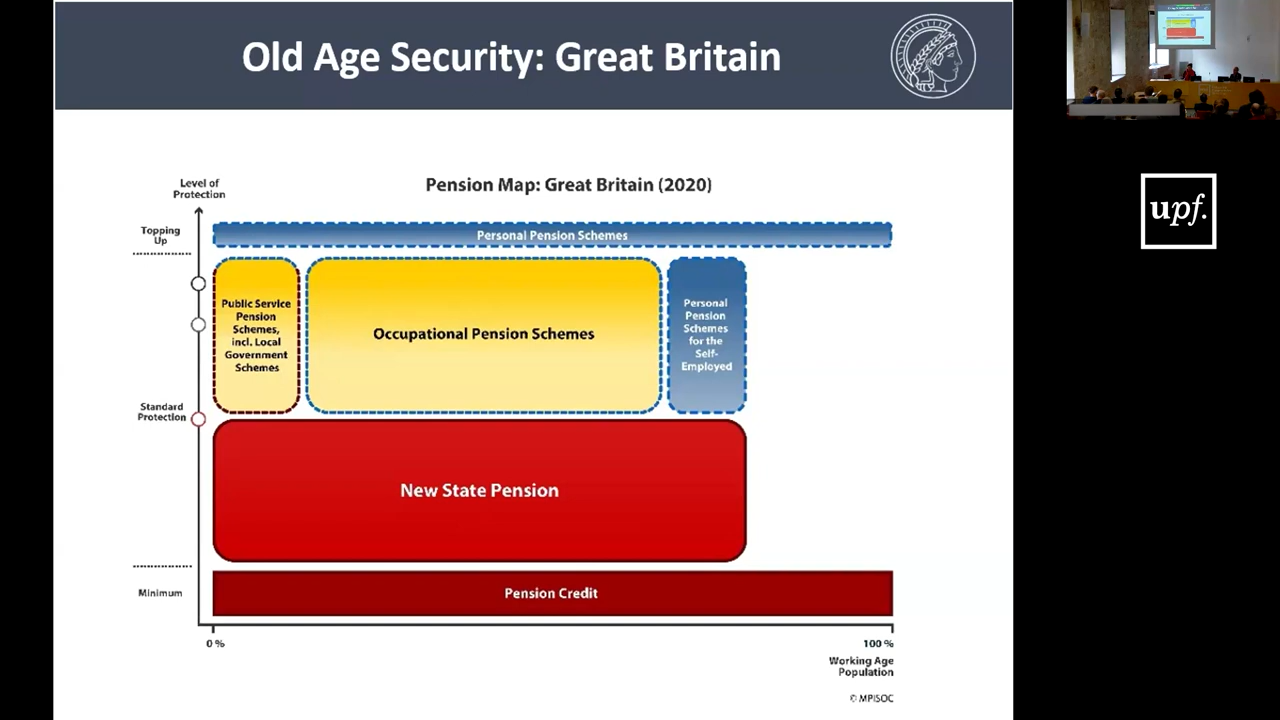 Old Age Security: Great Britain
Pension Map: Great Britain (2020)
Level of
Protection
Topping
Up
Personal Pension Schemes
Public Service
Pension
Schemes,
incl. Local
Government
Schemes
Occupational Pension Schemes
Personal
Pension
Schemes
for the
Self-
Employed
Standard
Protection
New State Pension
Minimum
Pension Credit
0 %
100 %
Working Age
Population
© MPISOC
upf.